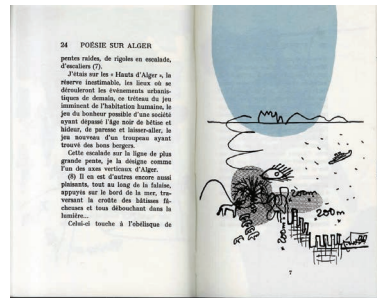 24 POÉSIE SUR ALGER
pentes raides, de rigoles en escalade,
d'escaliers (7).
J'étais sur les « Hauts d'Alger », la
réserve inestimable, les lieux où se
dérouleront les événements urbanis-
tiques de demain, ce tréteau du jeu
imminent de l'habitation humaine, le
jeu du bonheur possible d'une société
ayant dépassé l'âge noir de bêtise et
hideur, de paresse et laisser-aller, le
jeu nouveau d'un troupeau ayant
trouvé des bons bergers.
Cette escalade sur la ligne de plus
grande pente, je la désigne comme
l'un des axes verticaux d'Alger.
(8) Il en est d'autres encore aussi
plaisants, tout au long de la falaise,
appuyés sur le bord de la mer, tra-
versant la croûte des bâtisses fâ-
cheuses et tous débouchant dans la
lumière...
Celui-ci touche à l'obélisque de
200m
200m
200m